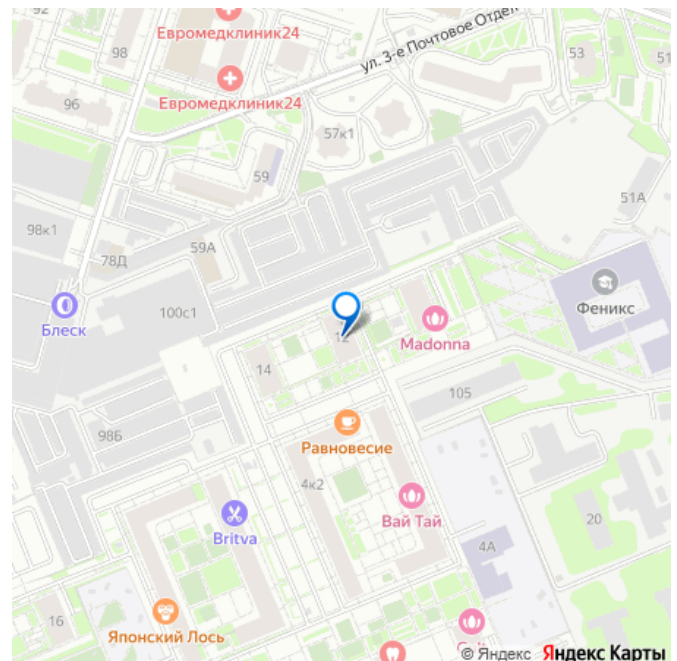 92
98
Евромедклиник24
ул. 3-е Почтовое Отдел
53
51
96
Евромедклиник24
57к1
59
51А
98к1
78Д
59А
Феникс
Блеск
100с1
12
Madonna
14
105
98Б
Равновесие
4к2
Britva
Вай Тай
20
4А
16
Японский Лось
© Яндекс Яндекс Карты